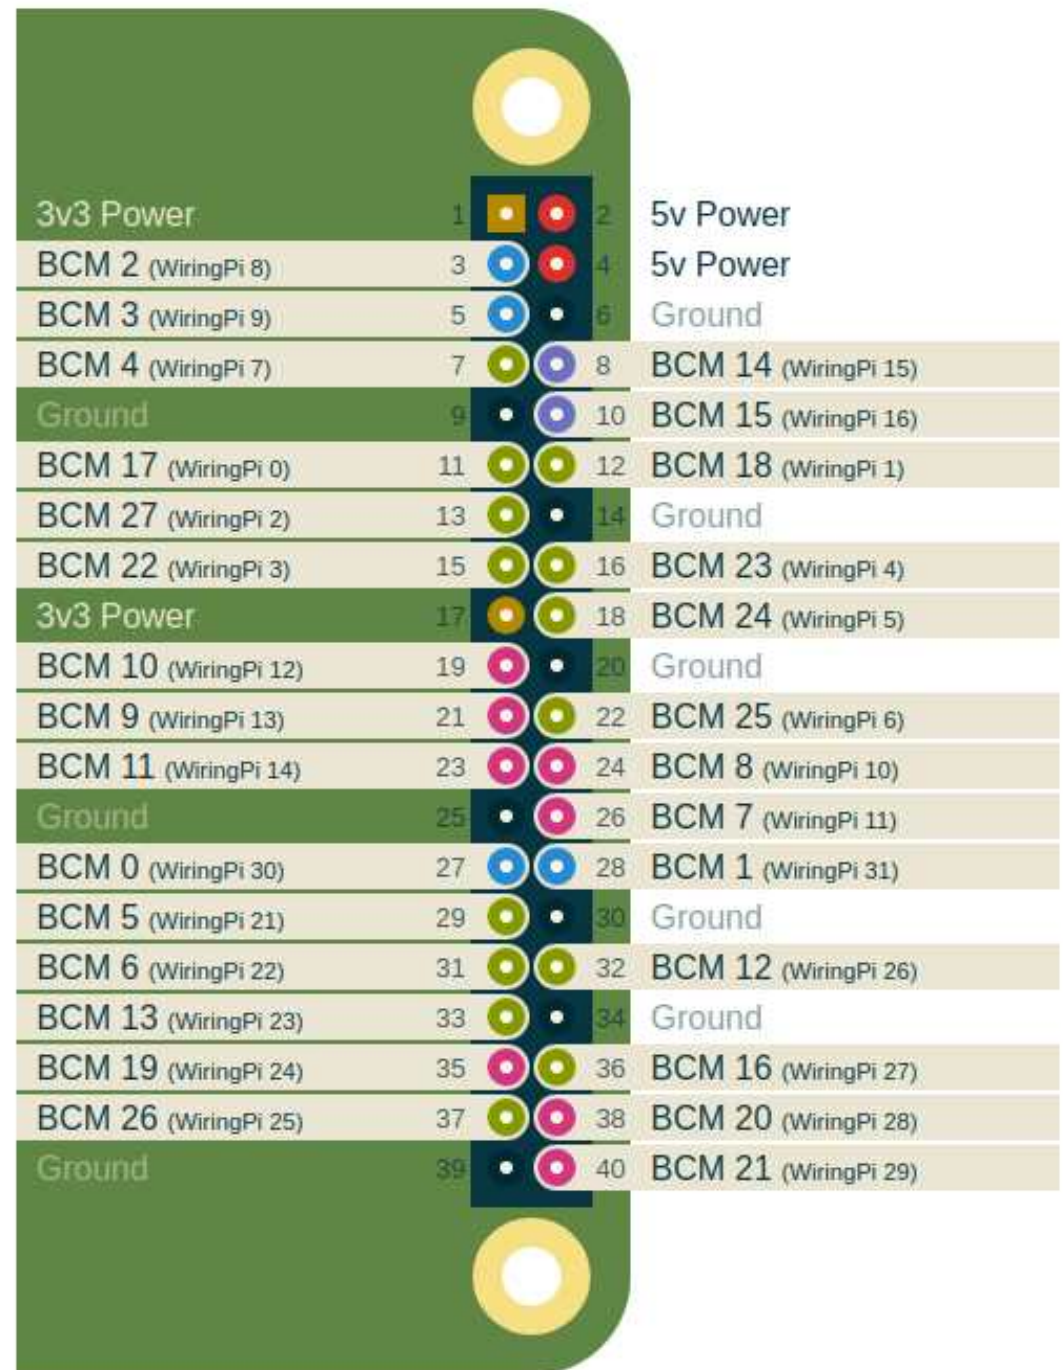 3v3 Power 1 2 5v Power
BCM 2 (WiringPi 8) 3 4 5v Power
BCM 3 (WiringPi 9) 5 6 Ground
BCM 4 (WiringPi 7) 7 8 BCM 14 (WiringPi 15)
Ground 9 10 BCM 15 (WiringPi 16)
BCM 17 (WiringPi 0) 11 12 BCM 18 (WiringPi 1)
BCM 27 (WiringPi 2) 13 14 Ground
BCM 22 (WiringPi 3) 15 16 BCM 23 (WiringPi 4)
3v3 Power 17 18 BCM 24 (WiringPi 5)
BCM 10 (WiringPi 12) 19 20 Ground
BCM 9 (WiringPi 13) 21 22 BCM 25 (WiringPi 6)
BCM 11 (WiringPi 14) 23 24 BCM 8 (WiringPi 10)
Ground 25 26 BCM 7 (WiringPi 11)
BCM 0 (WiringPi 30) 27 28 BCM 1 (WiringPi 31)
BCM 5 (WiringPi 21) 29 30 Ground
BCM 6 (WiringPi 22) 31 32 BCM 12 (WiringPi 26)
BCM 13 (WiringPi 23) 33 34 Ground
BCM 19 (WiringPi 24) 35 36 BCM 16 (WiringPi 27)
BCM 26 (WiringPi 25) 37 38 BCM 20 (WiringPi 28)
Ground 39 40 BCM 21 (WiringPi 29)